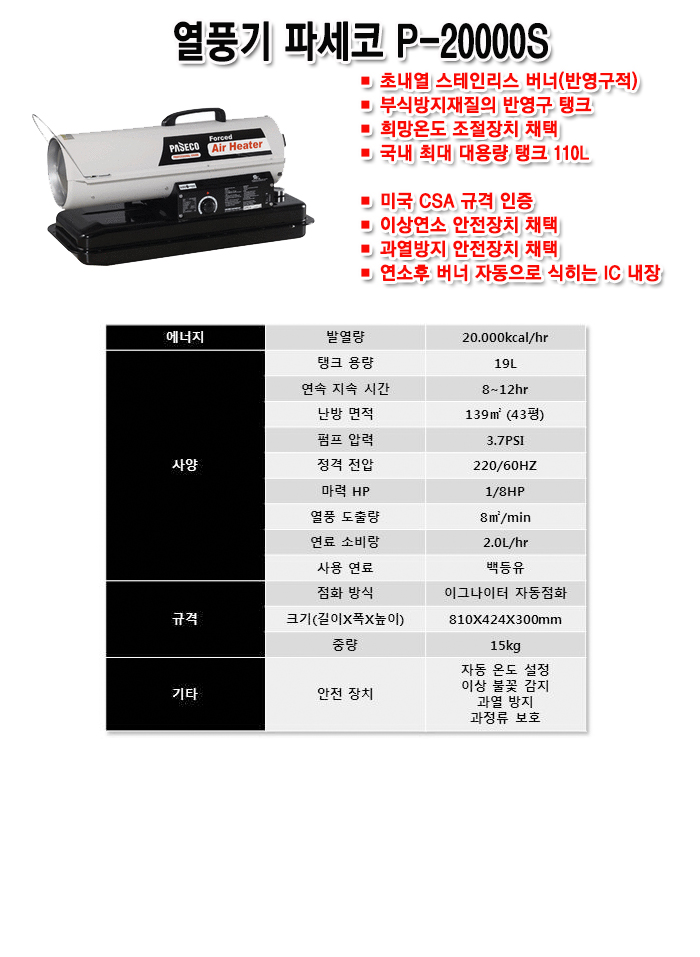 열풍기 파세코 P-20000S
■ 초내열 스테인리스 버너(반영구적)
■ 부식방지재질의 반영구 탱크
■ 희망온도 조절장치 채택
■ 국내 최대 대용량 탱크 110L
■ 미국 CSA 규격 인증
■ 이상연소 안전장치 채택
■ 과열방지 안전장치 채택
■ 연소후 버너 자동으로 식히는 IC 내장
PASECO
Forced
Air Heater
에너지 발열량 20.000kcal/hr
사양 탱크 용량 19L
연속 지속 시간 8~12hr
난방 면적 139㎡ (43평)
펌프 압력 3.7PSI
정격 전압 220/60HZ
마력 HP 1/8HP
열풍 도출량 8㎥/min
연료 소비랑 2.0L/hr
사용 연료 백등유
규격 점화 방식 이그나이터 자동점화
크기(길이X폭X높이) 810X424X300mm
중량 15kg
기타 안전 장치 자동 온도 설정
이상 불꽃 감지
과열 방지
과정류 보호